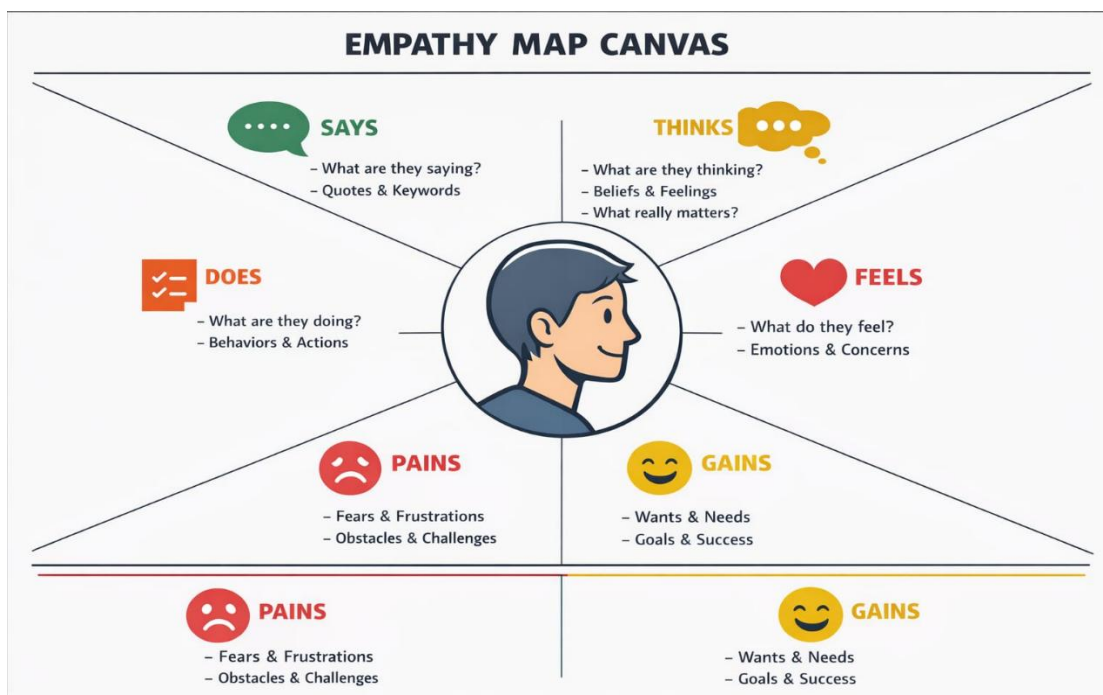 EMPATHY MAP CANVAS
SAYS
– What are they saying?
– Quotes & Keywords
THINKS
– What are they thinking?
– Beliefs & Feelings
– What really matters?
DOES
– What are they doing?
– Behaviors & Actions
FEELS
– What do they feel?
– Emotions & Concerns
PAINS
– Fears & Frustrations
– Obstacles & Challenges
GAINS
– Wants & Needs
– Goals & Success
PAINS
– Fears & Frustrations
– Obstacles & Challenges
GAINS
– Wants & Needs
– Goals & Success